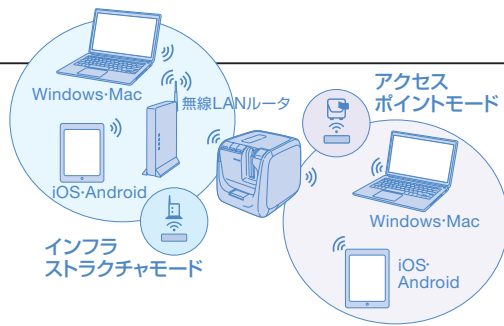 Windows·Mac
無線LANルータ
iOS·Android
インフラ
ストラクチャモード
アクセス
ポイントモード
Windows·Mac
iOS·
Android